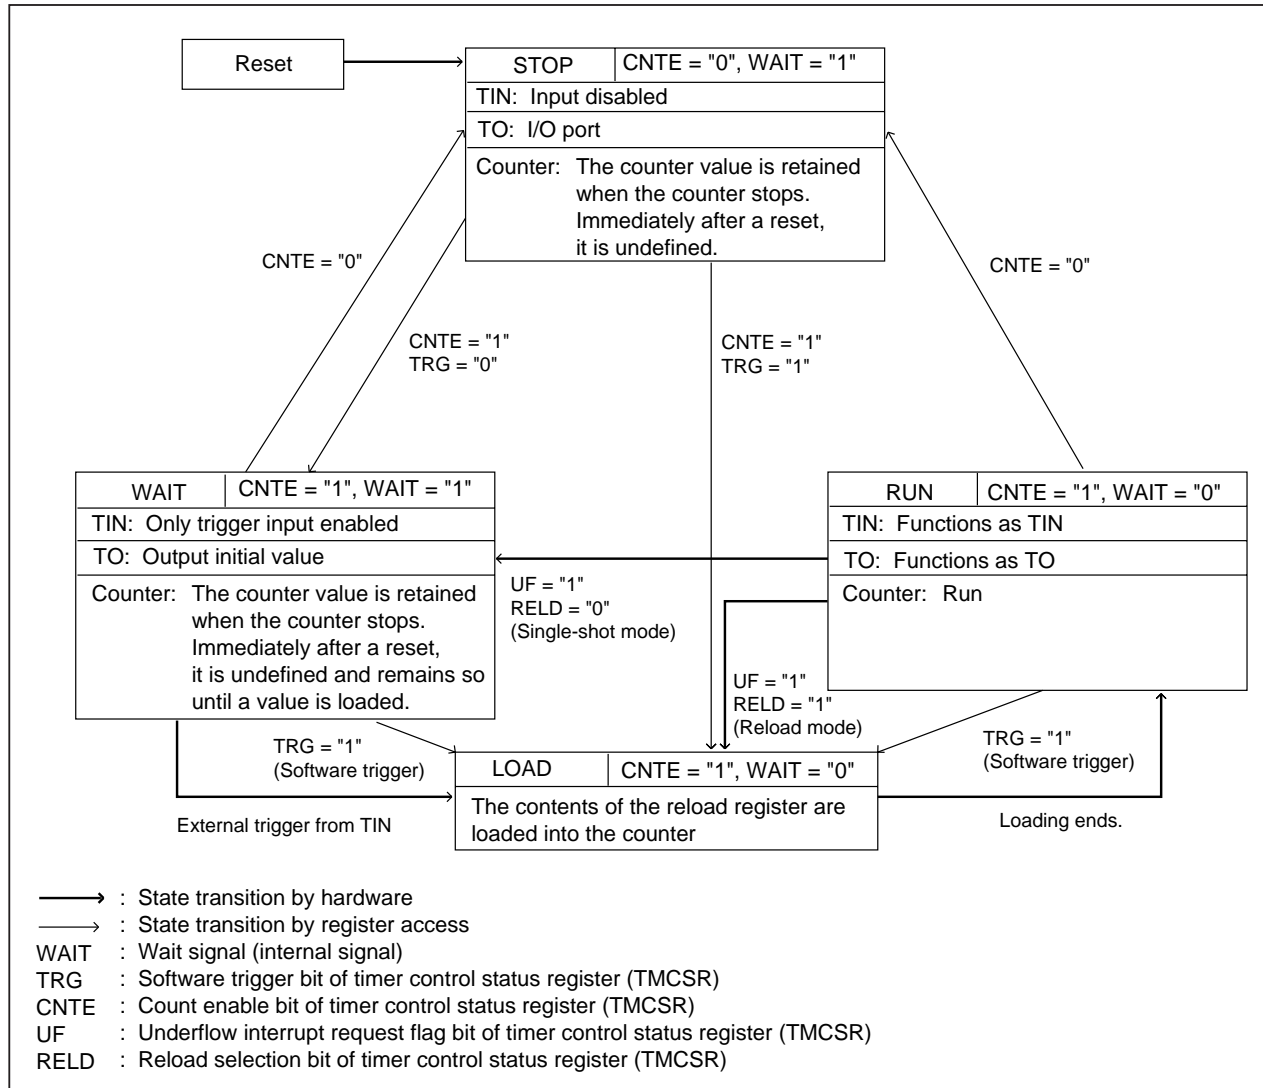 Reset
STOP
CNTE = "0", WAIT = "1"
TIN: Input disabled
TO: I/O port
Counter: The counter value is retained
when the counter stops.
Immediately after a reset,
it is undefined.
CNTE = "0"
CNTE = "0"
CNTE = "1"
TRG = "0"
CNTE = "1"
TRG = "1"
WAIT
CNTE = "1", WAIT = "1"
TIN: Only trigger input enabled
TO: Output initial value
Counter: The counter value is retained
when the counter stops.
Immediately after a reset,
it is undefined and remains so
until a value is loaded.
RUN
CNTE = "1", WAIT = "0"
TIN: Functions as TIN
TO: Functions as TO
Counter: Run
UF = "1"
RELD = "0"
(Single-shot mode)
UF = "1"
RELD = "1"
(Reload mode)
TRG = "1"
(Software trigger)
TRG = "1"
(Software trigger)
LOAD
CNTE = "1", WAIT = "0"
The contents of the reload register are
loaded into the counter
External trigger from TIN
Loading ends.
: State transition by hardware
: State transition by register access
WAIT : Wait signal (internal signal)
TRG : Software trigger bit of timer control status register (TMCSR)
CNTE : Count enable bit of timer control status register (TMCSR)
UF : Underflow interrupt request flag bit of timer control status register (TMCSR)
RELD : Reload selection bit of timer control status register (TMCSR)